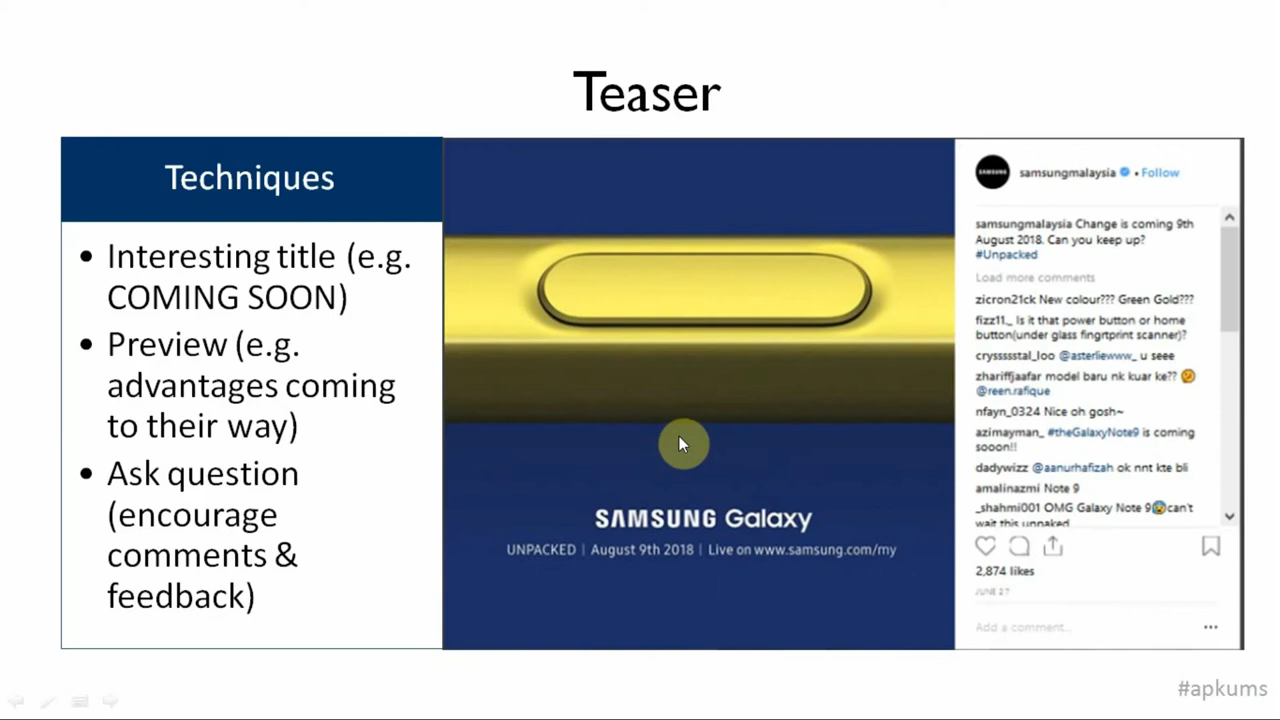 Teaser
Techniques
• Interesting title (e.g.
COMING SOON)
• Preview (e.g.
advantages coming
to their way)
• Ask question
(encourage
comments &
feedback)
SAMSUNG Galaxy
UNPACKED | August 9th 2018 | Live on www.samsung.com/my
SAMSUNG
samsungmalaysia • Follow
samsungmalaysia Change is coming 9th
August 2018. Can you keep up?
#Unpacked
Load more comments
zicron21ck New colour??? Green Gold???
fizz11._ Is it that power button or home
button(under glass fingrtprint scanner)?
cryssssstal_loo @asterliewww_ u seee
zhariffjaafar model baru nk kuar ke?? 🤣
@reen.rafique
nfayn_0324 Nice oh gosh~
azimayman_ #theGalaxyNote9 is coming
sooon!!
dadywizz @aanurhafizah ok nnt kte bli
amalinazmi Note 9
_shahmi001 OMG Galaxy Note 9😰can't
wait this unpaked
2,874 likes
JUNE 27
Add a comment...
#apkums